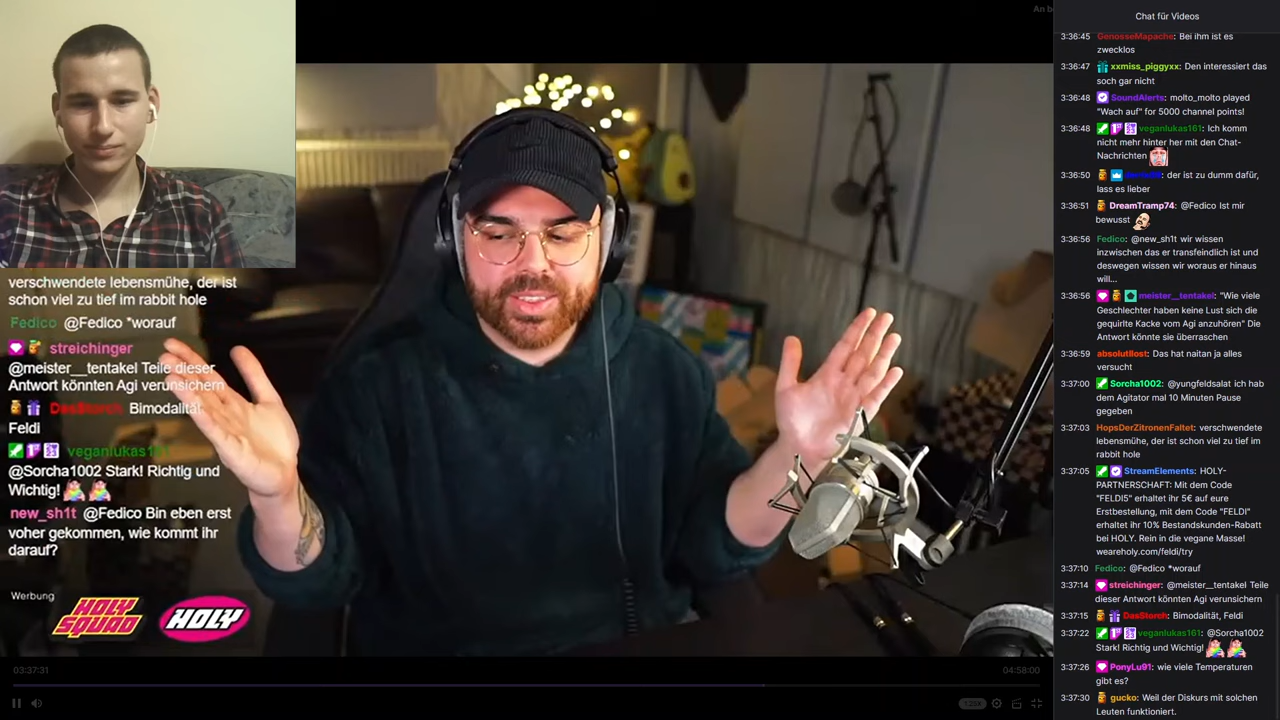 An b
verschwendete lebensmühe, der ist
schon viel zu tief im rabbit hole
Fedico @Fedico *worauf
streichinger
@meister__tentakel Teile dieser
Antwort könnten Agi verunsichern
DasStorch Bimodalität,
Feldi
veganlukas161
@Sorcha1002 Stark! Richtig und
Wichtig!
new_sh1t @Fedico Bin eben erst
voher gekommen, wie kommt ihr
darauf?
Werbung
HOLY
SQUAD
HOLY
03:37:31
04:58:00
Chat für Videos
3:36:45 GenosseMapache: Bei ihm ist es
zwecklos
3:36:47 xxmiss_piggyxx: Den interessiert das
soch gar nicht
3:36:48 SoundAlerts: molto_molto played
"Wach auf" for 5000 channel points!
3:36:48 veganlukas161: Ich komm
nicht mehr hinter her mit den Chat-
Nachrichten
3:36:50 der ist zu dumm dafür,
lass es lieber
3:36:51 DreamTramp74: @Fedico Ist mir
bewusst
3:36:56 Fedico: @new_sh1t wir wissen
inzwischen das er transfeindlich ist und
deswegen wissen wir woraus er hinaus
will...
3:36:56 meister__tentakel: "Wie viele
Geschlechter haben keine Lust sich die
gequirlte Kacke vom Agi anzuhören" Die
Antwort könnte sie überraschen
3:36:59 absolutllost: Das hat naitan ja alles
versucht
3:37:00 Sorcha1002: @yungfeldsalat ich hab
dem Agitator mal 10 Minuten Pause
gegeben
3:37:03 HopsDerZitronenFaltet: verschwendete
lebensmühe, der ist schon viel zu tief im
rabbit hole
3:37:05 StreamElements: HOLY-
PARTNERSCHAFT: Mit dem Code
"FELDI5" erhaltet ihr 5€ auf eure
Erstbestellung, mit dem Code "FELDI"
erhaltet ihr 10% Bestandskunden-Rabatt
bei HOLY. Rein in die vegane Masse!
weareholy.com/feldi/try
3:37:10 Fedico: @Fedico *worauf
3:37:14 streichinger: @meister__tentakel Teile
dieser Antwort könnten Agi verunsichern
3:37:15 DasStorch: Bimodalität, Feldi
3:37:22 veganlukas161: @Sorcha1002
Stark! Richtig und Wichtig!
3:37:26 PonyLu91: wie viele Temperaturen
gibt es?
3:37:30 gucko: Weil der Diskurs mit solchen
Leuten funktioniert.